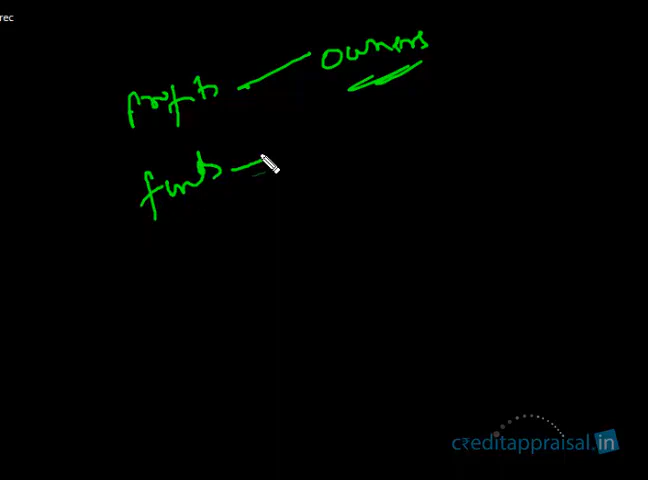 rec
profits — owners
funds —
creditappraisal.in